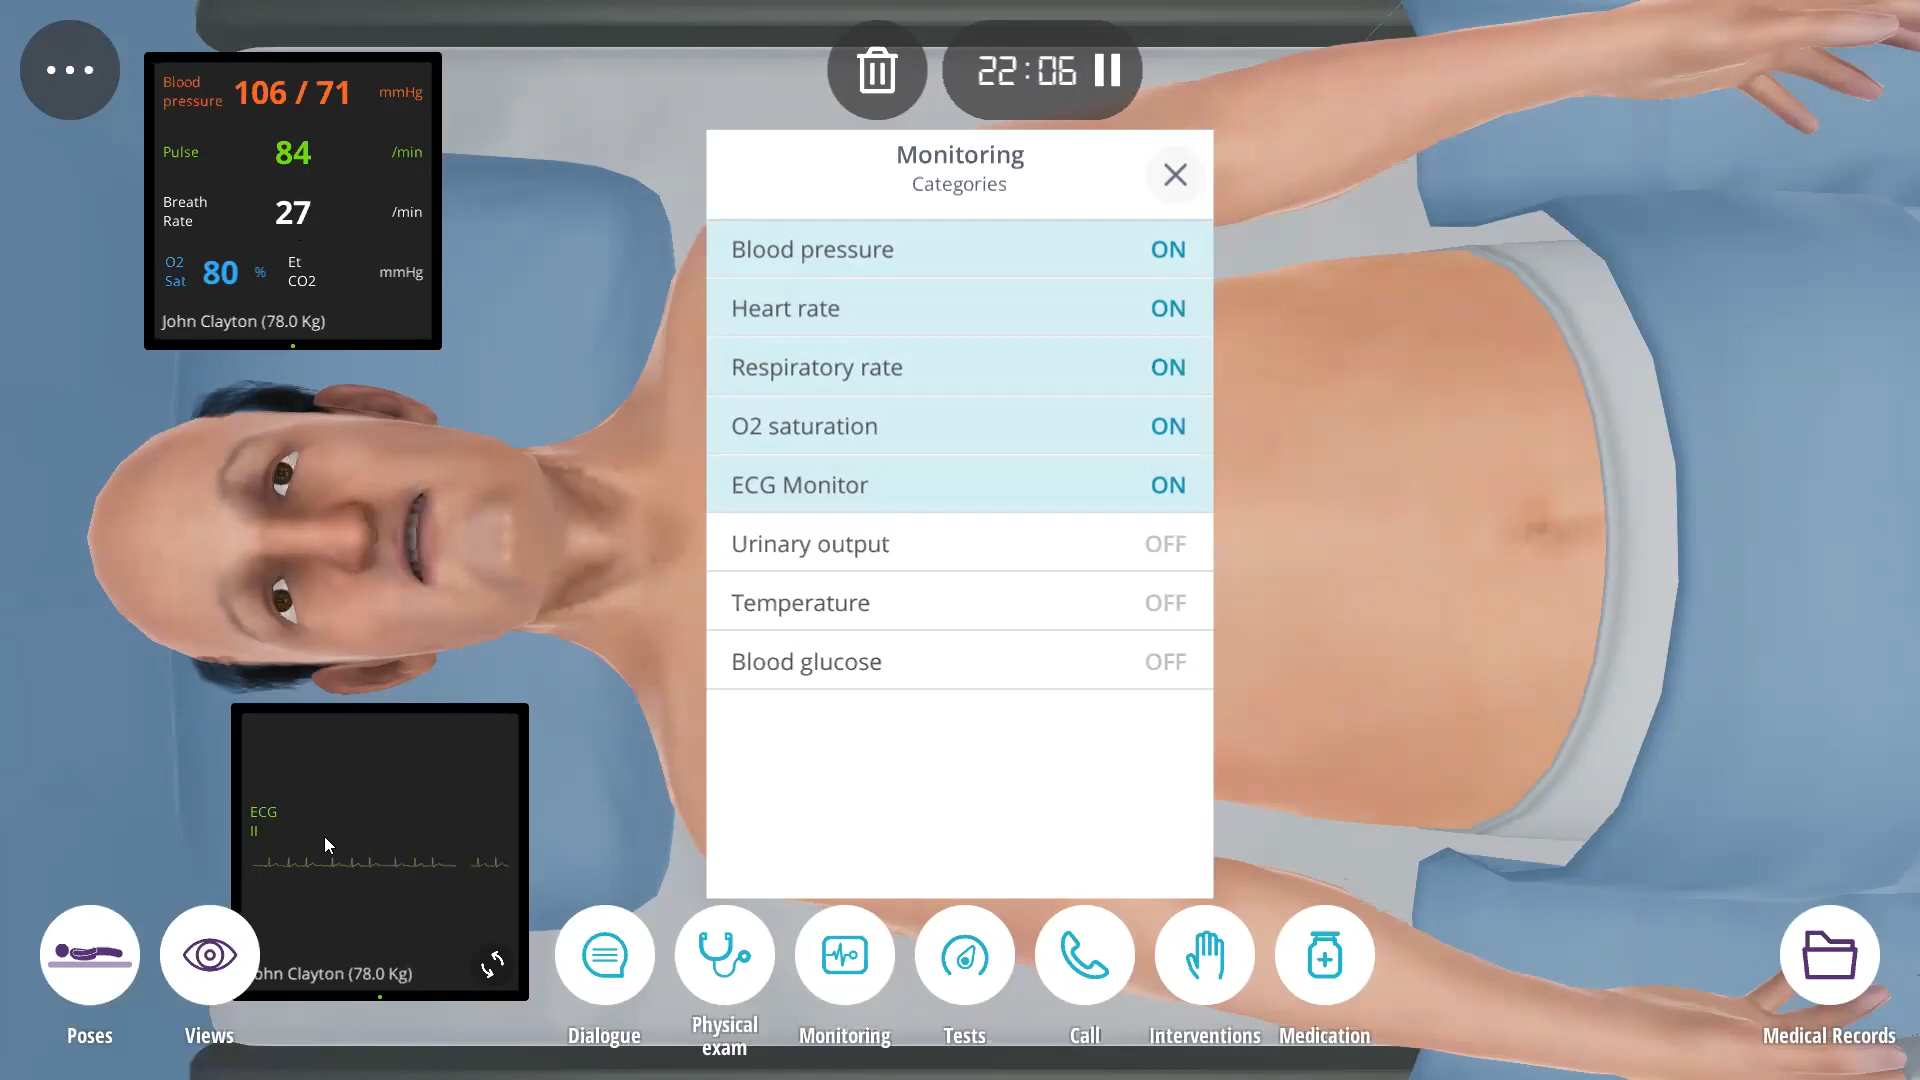 22:06
Blood pressure 106 / 71 mmHg
Pulse 84 /min
Breath Rate 27 /min
O2 Sat 80 % Et CO2 mmHg
John Clayton (78.0 Kg)
Monitoring
Categories
Blood pressure ON
Heart rate ON
Respiratory rate ON
O2 saturation ON
ECG Monitor ON
Urinary output OFF
Temperature OFF
Blood glucose OFF
ECG
II
ohn Clayton (78.0 Kg)
Poses
Views
Dialogue
Physical exam
Monitoring
Tests
Call
Interventions
Medication
Medical Records